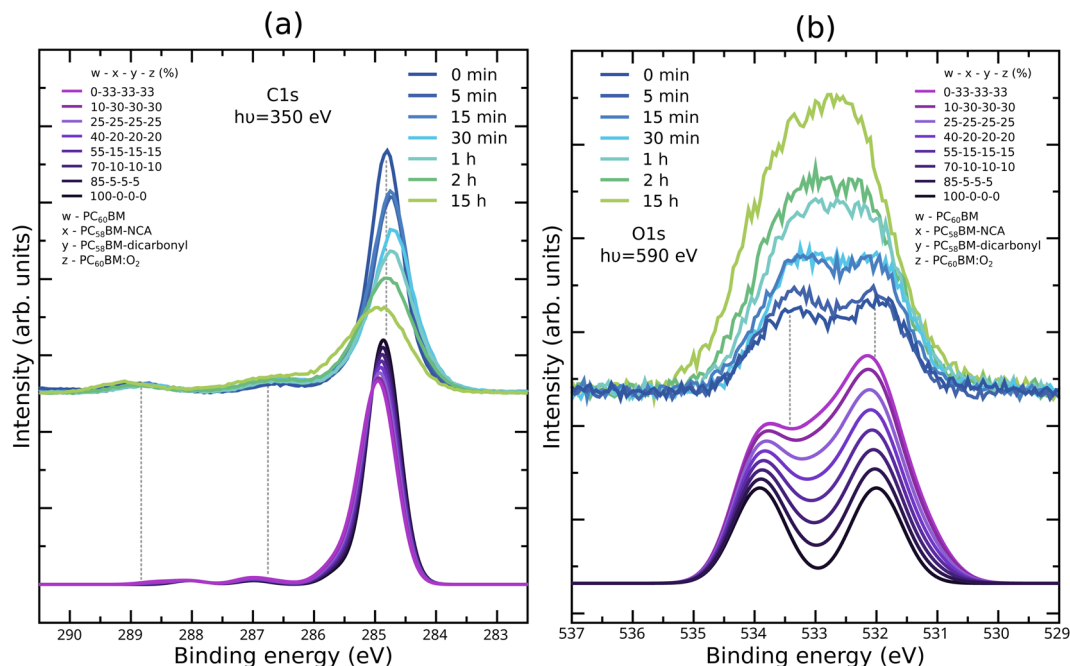 (a)
w - x - y - z (%)
0-33-33-33
10-30-30-30
25-25-25-25
40-20-20-20
55-15-15-15
70-10-10-10
85-5-5-5
100-0-0-0
w - PC₆₀BM
x - PC₅₈BM-NCA
y - PC₅₈BM-dicarbonyl
z - PC₆₀BM:O₂
C1s
hυ=350 eV
0 min
5 min
15 min
30 min
1 h
2 h
15 h
Intensity (arb. units)
290 289 288 287 286 285 284 283
Binding energy (eV)
(b)
0 min
5 min
15 min
30 min
1 h
2 h
15 h
O1s
hυ=590 eV
w - x - y - z (%)
0-33-33-33
10-30-30-30
25-25-25-25
40-20-20-20
55-15-15-15
70-10-10-10
85-5-5-5
100-0-0-0
w - PC₆₀BM
x - PC₅₈BM-NCA
y - PC₅₈BM-dicarbonyl
z - PC₆₀BM:O₂
Intensity (arb. units)
537 536 535 534 533 532 531 530 529
Binding energy (eV)